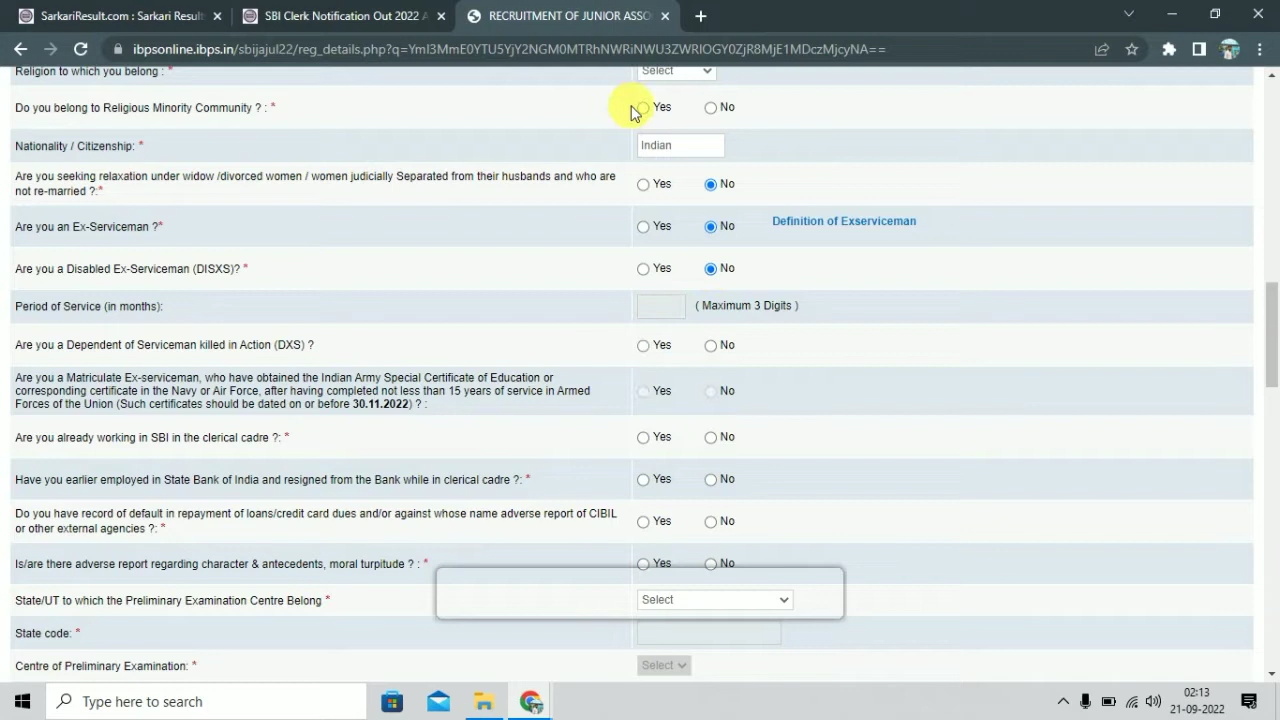 SarkariResult.com : Sarkari Result
SBI Clerk Notification Out 2022 A
RECRUITMENT OF JUNIOR ASSO
ibpsonline.ibps.in/sbijajul22/reg_details.php?q=YmI3MmE0YTU5YjY2NGM0MTRhNWRiNWU3ZWRlOGY0ZjR8MjE1MDczMjcyNA==
Religion to which you belong : * Select
Do you belong to Religious Minority Community ? : * Yes No
Nationality / Citizenship: * Indian
Are you seeking relaxation under widow /divorced women / women judicially Separated from their husbands and who are
not re-married ?:* Yes No
Are you an Ex-Serviceman ?* Yes No Definition of Exserviceman
Are you a Disabled Ex-Serviceman (DISXS)? * Yes No
Period of Service (in months): ( Maximum 3 Digits )
Are you a Dependent of Serviceman killed in Action (DXS) ? Yes No
Are you a Matriculate Ex-serviceman, who have obtained the Indian Army Special Certificate of Education or
corresponding certificate in the Navy or Air Force, after having completed not less than 15 years of service in Armed
Forces of the Union (Such certificates should be dated on or before 30.11.2022) ? : Yes No
Are you already working in SBI in the clerical cadre ?: * Yes No
Have you earlier employed in State Bank of India and resigned from the Bank while in clerical cadre ?: * Yes No
Do you have record of default in repayment of loans/credit card dues and/or against whose name adverse report of CIBIL
or other external agencies ?: * Yes No
Is/are there adverse report regarding character & antecedents, moral turpitude ? : * Yes No
State/UT to which the Preliminary Examination Centre Belong * Select
State code: *
Centre of Preliminary Examination: * Select
Type here to search
02:13
21-09-2022